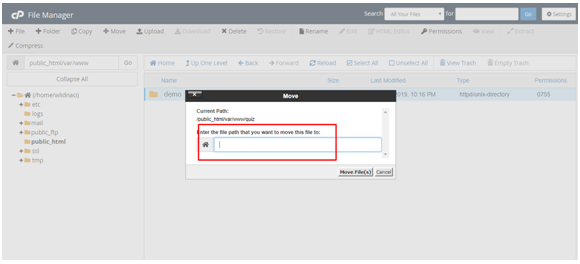 cP File Manager
Search All Your Files for Go Settings
+ File + Folder Copy + Move Upload Download Delete Restore Rename Edit HTML Editor Permissions View Extract
Compress
public_html/var/www Go
Home Up One Level Back Forward Reload Select All Unselect All View Trash Empty Trash
Collapse All
Name Size Last Modified Type Permissions
etc
logs
mail
public_ftp
public_html
ssl
tmp
demo 2019, 10:16 PM httpd/unix-directory 0755
Move
Current Path:
/public_html/var/www/quiz
Enter the file path that you want to move this file to:
Move File(s) Cancel